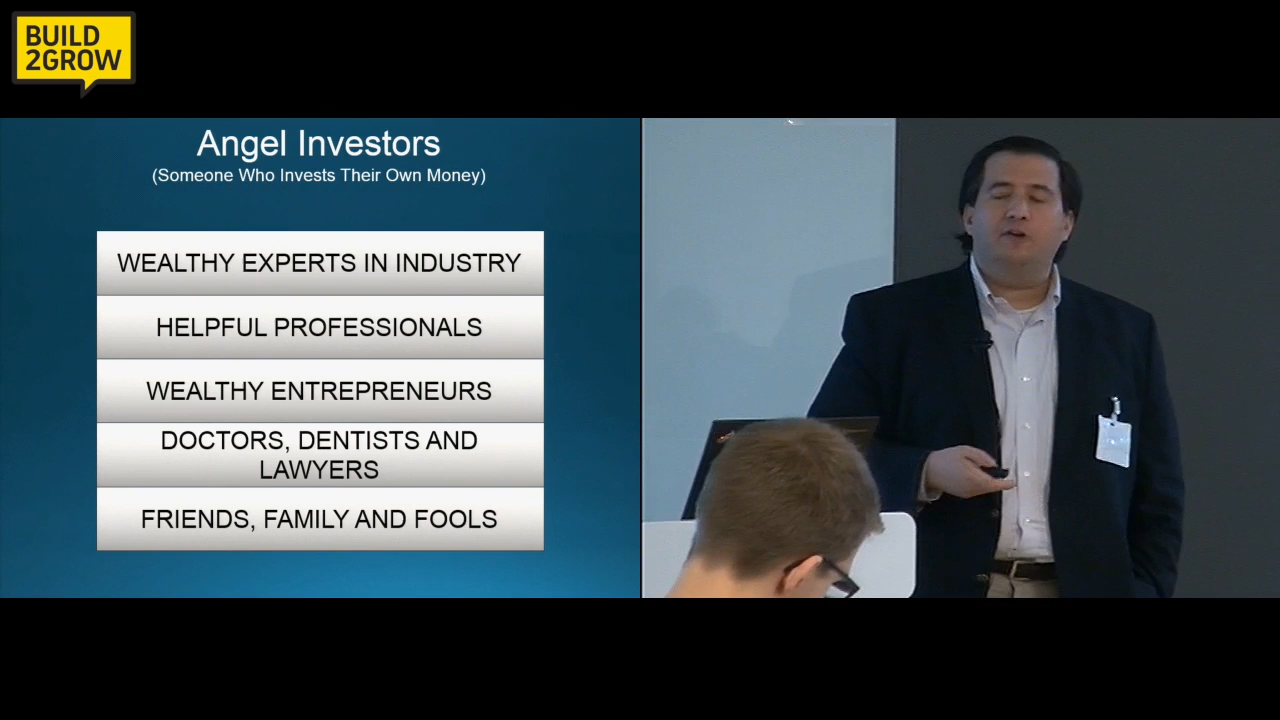 BUILD
2GROW
Angel Investors
(Someone Who Invests Their Own Money)
WEALTHY EXPERTS IN INDUSTRY
HELPFUL PROFESSIONALS
WEALTHY ENTREPRENEURS
DOCTORS, DENTISTS AND
LAWYERS
FRIENDS, FAMILY AND FOOLS